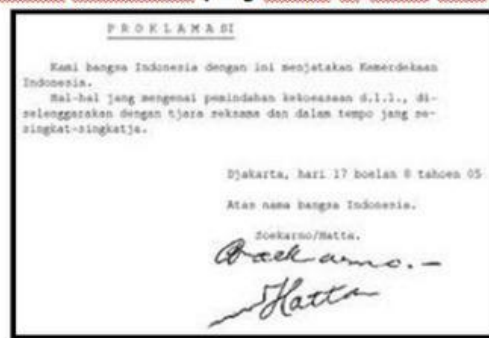 P R O K L A M A S I
Kami bangsa Indonesia dengan ini menjatakan Kemerdekaan
Indonesia.
Hal-hal jang mengenai pemindahan kekoeasaan d.l.l., di-
selenggarakan dengan tjara seksama dan dalam tempo jang se-
singkat-singkatja.
Djakarta, hari 17 boelan 8 tahoen 05
Atas nama bangsa Indonesia.
Soekarno/Hatta.
Soekarno.-
Hatta